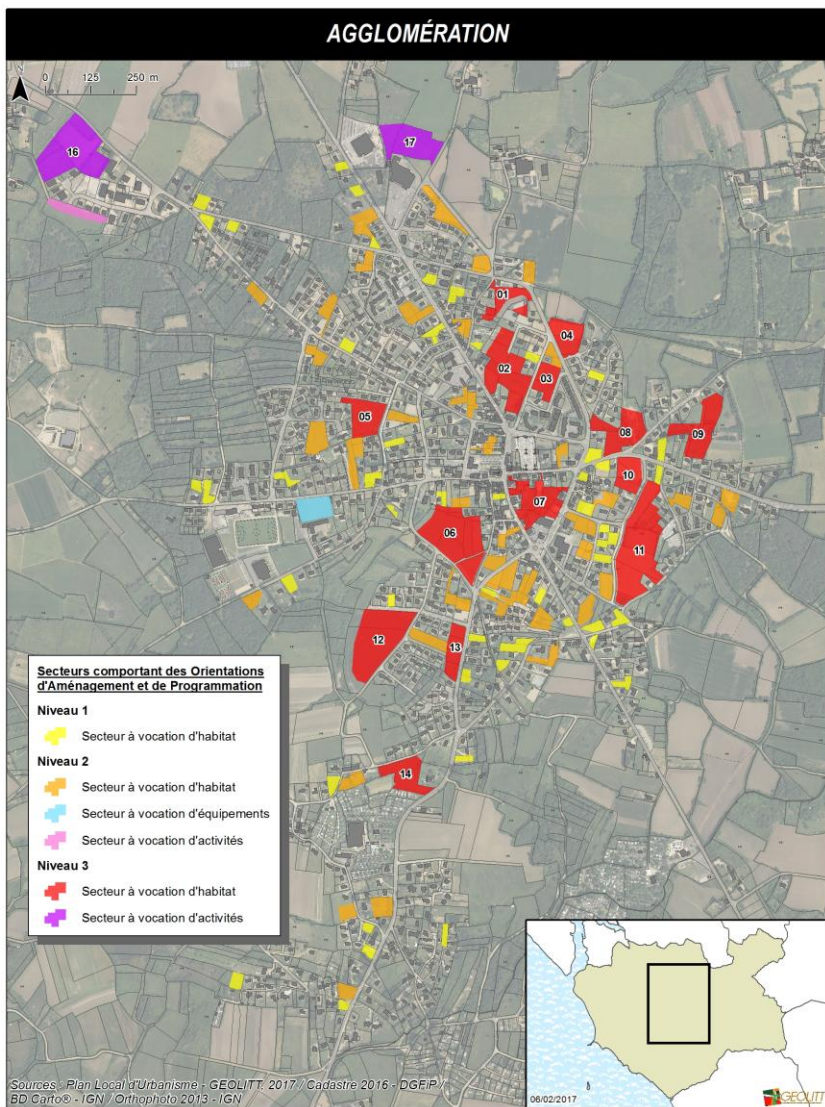 AGGLOMÉRATION
N
0 125 250 m
16
17
01
04
02
03
05
08
09
10
07
06
11
12
13
14
Secteurs comportant des Orientations
d'Aménagement et de Programmation
Niveau 1
Secteur à vocation d'habitat
Niveau 2
Secteur à vocation d'habitat
Secteur à vocation d'équipements
Secteur à vocation d'activités
Niveau 3
Secteur à vocation d'habitat
Secteur à vocation d'activités
Sources : Plan Local d'Urbanisme - GEOLITT, 2017 / Cadastre 2016 - DGFiP /
BD Carto® - IGN / Orthophoto 2013 - IGN
06/02/2017
GEOLITT